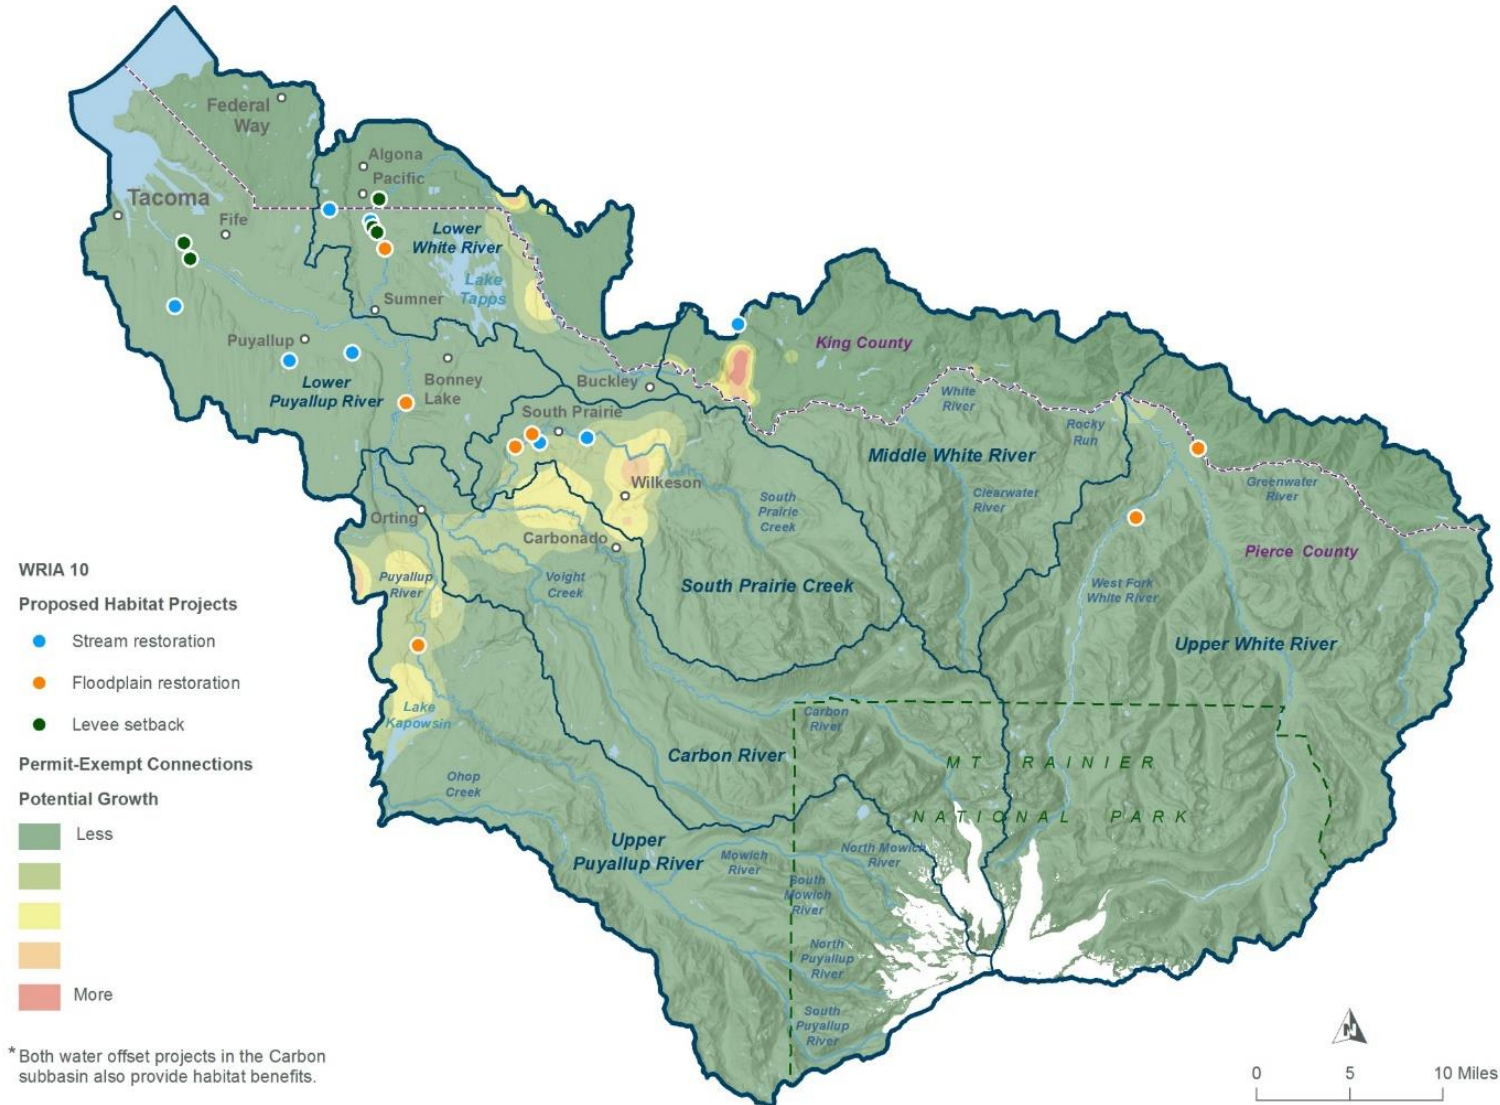 Federal
Way
Algona
Pacific
Tacoma
Fife
Lower
White River
Lake
Tapps
Sumner
Puyallup
Lower
Puyallup River
Bonney
Lake
Buckley
King County
White
River
Rocky
Run
South Prairie
Middle White River
Wilkeson
South
Prairie
Creek
Clearwater
River
Greenwater
River
Orting
Carbonado
Pierce County
WRIA 10
Proposed Habitat Projects
Stream restoration
Floodplain restoration
Levee setback
Permit-Exempt Connections
Potential Growth
Less
More
* Both water offset projects in the Carbon
subbasin also provide habitat benefits.
Puyallup
River
Voight
Creek
South Prairie Creek
West Fork
White River
Upper White River
Lake
Kapowsin
Carbon
River
Carbon River
MT RAINIER
NATIONAL PARK
Ohop
Creek
Upper
Puyallup River
Mowich
River
North Mowich
River
South
Mowich
River
North
Puyallup
River
South
Puyallup
River
N
0 5 10 Miles